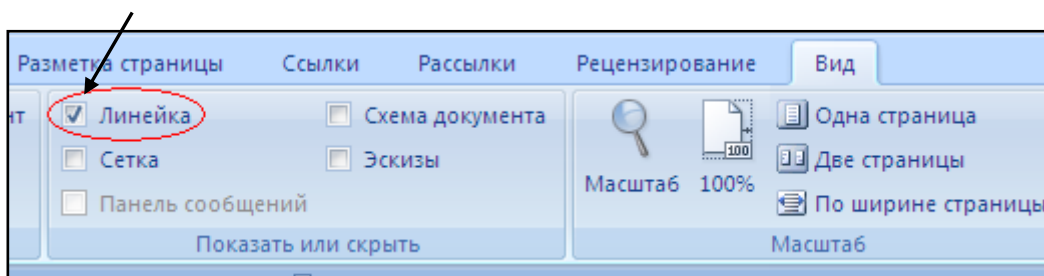 Разметка страницы Ссылки Рассылки Рецензирование Вид
нт Линейка Схема документа Одна страница
Сетка Эскизы Две страницы
Панель сообщений Масштаб 100% По ширине страницы
Показать или скрыть Масштаб